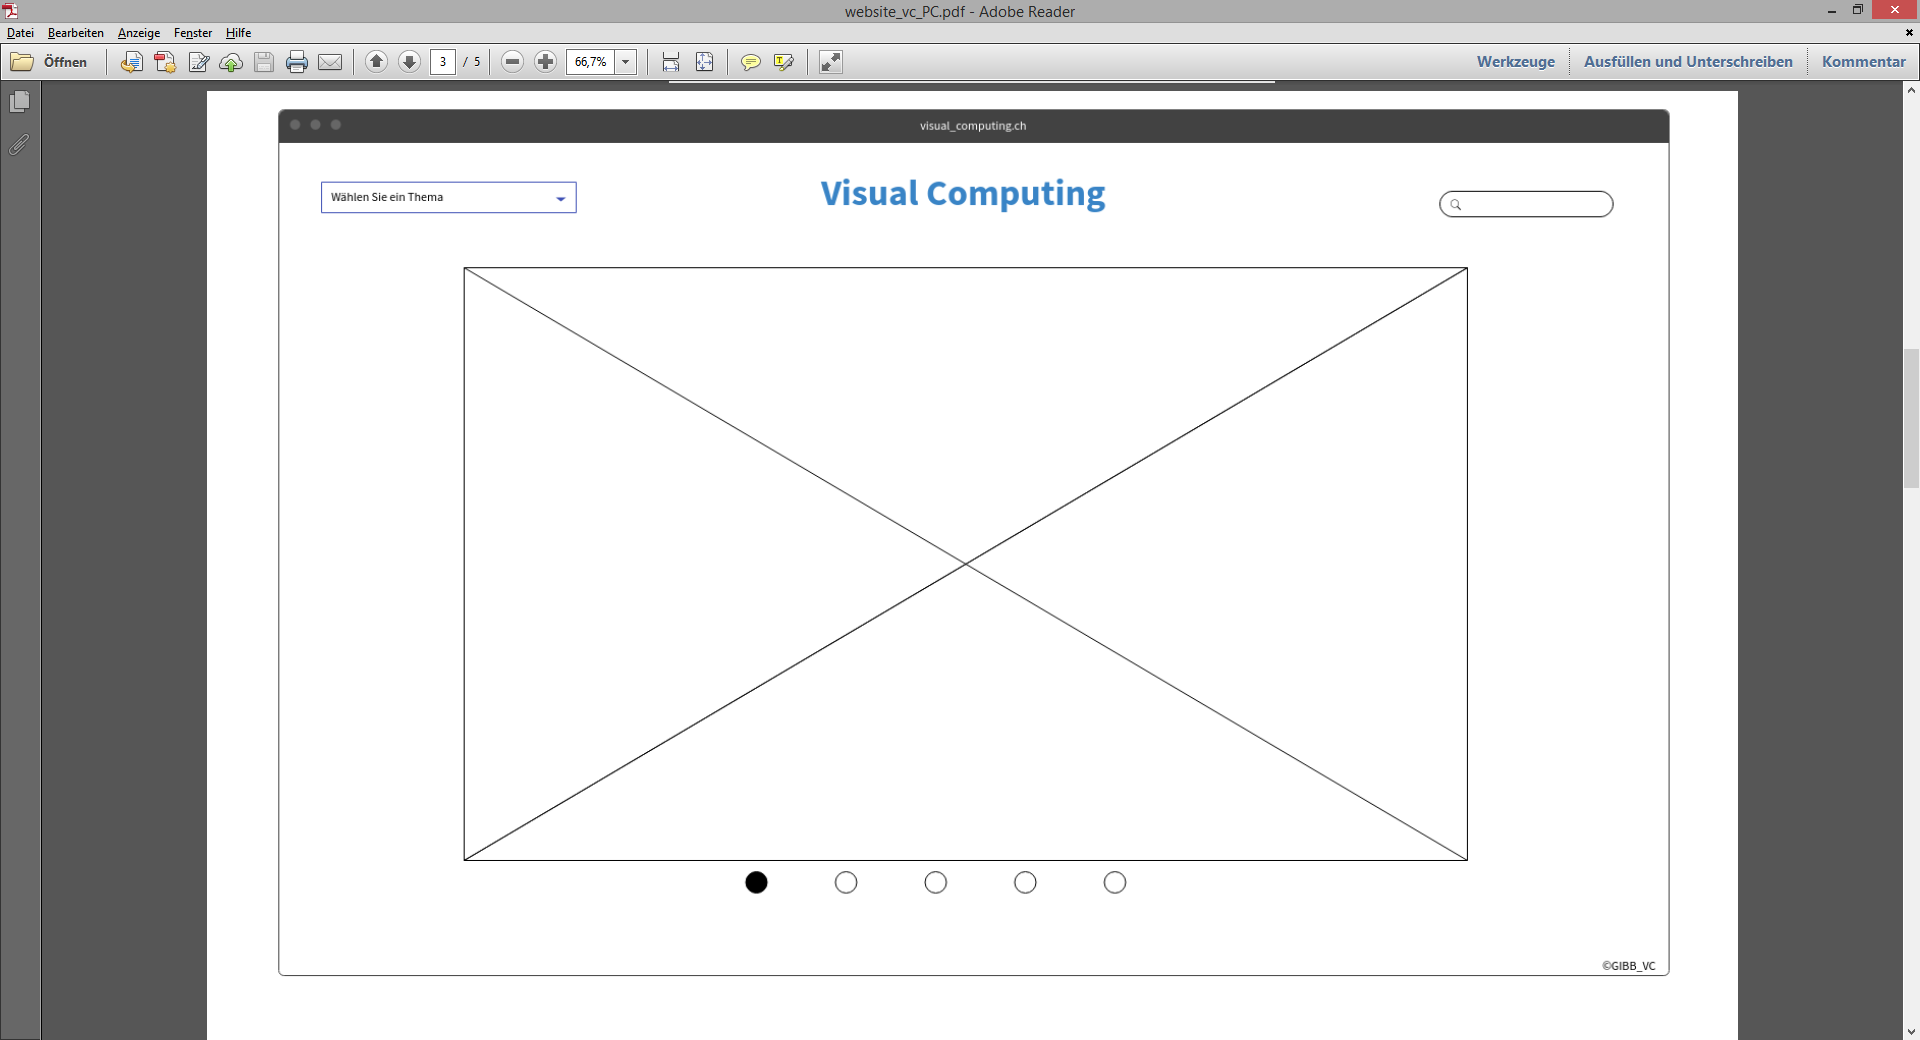 website_vc_PC.pdf - Adobe Reader
Datei Bearbeiten Anzeige Fenster Hilfe
Öffnen 3 / 5 66,7% Werkzeuge Ausfüllen und Unterschreiben Kommentar
visual_computing.ch
Wählen Sie ein Thema
Visual Computing
©GIBB_VC